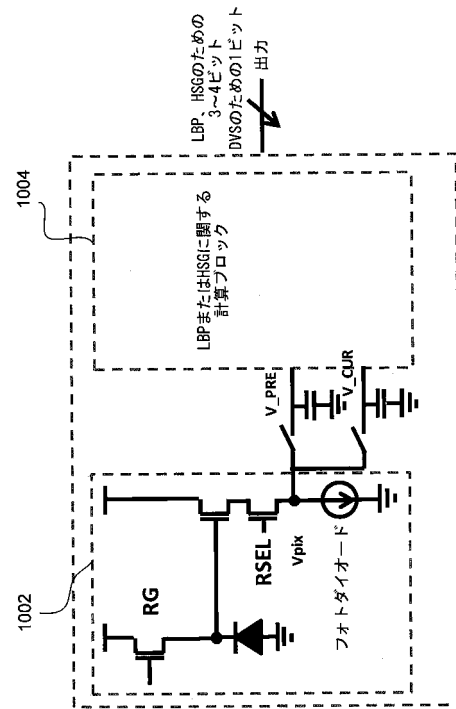 1002
RG
RSEL
Vpix
フォトダイオード
V_PRE
V_CUR
1004
LBPまたはHSGに関する
計算ブロック
LBP、HSGのための
3~4ビット
DVSのための1ビット
出力